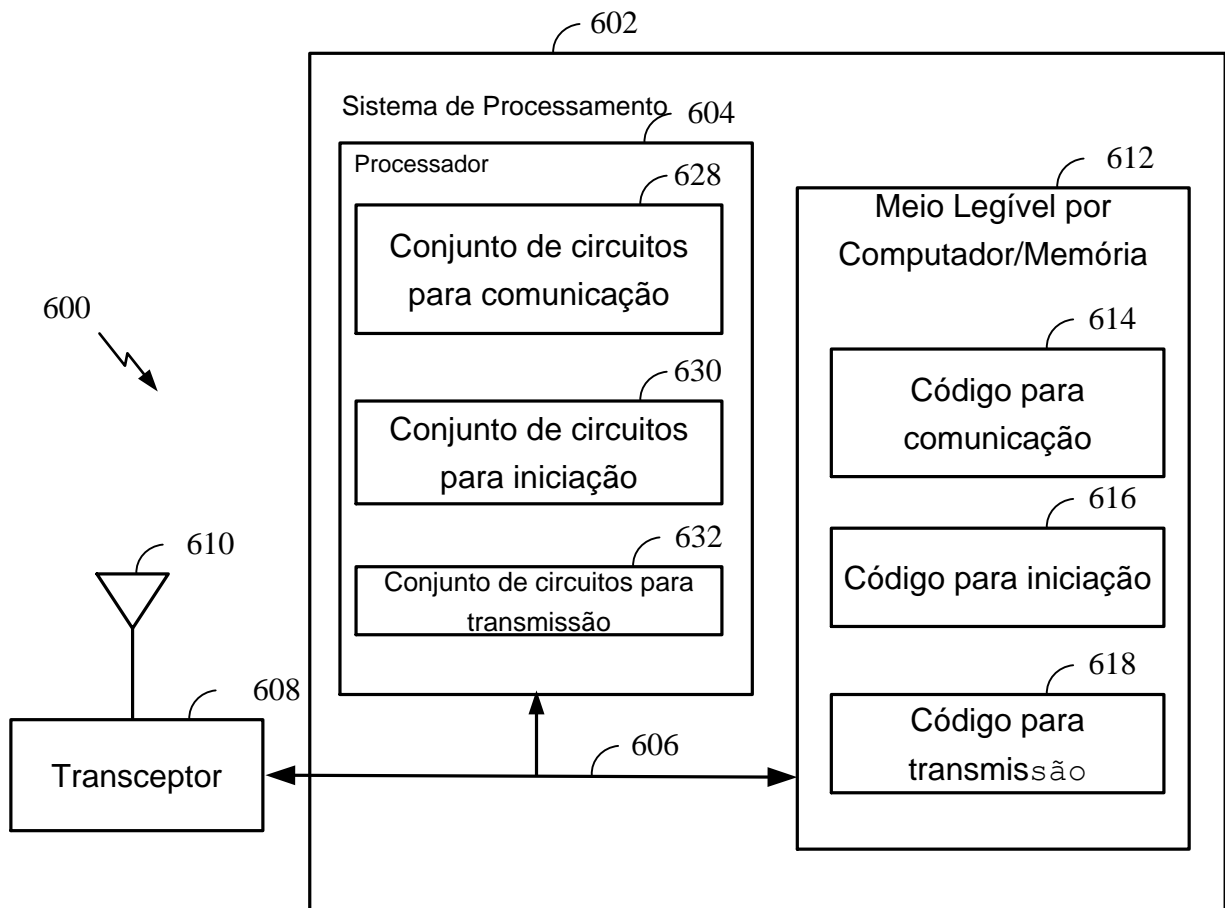 602
Sistema de Processamento
604
Processador
628
Conjunto de circuitos
para comunicação
630
Conjunto de circuitos
para iniciação
632
Conjunto de circuitos para
transmissão
612
Meio Legível por
Computador/Memória
614
Código para
comunicação
616
Código para iniciação
618
Código para
transmissão
600
610
608
Transceptor
606